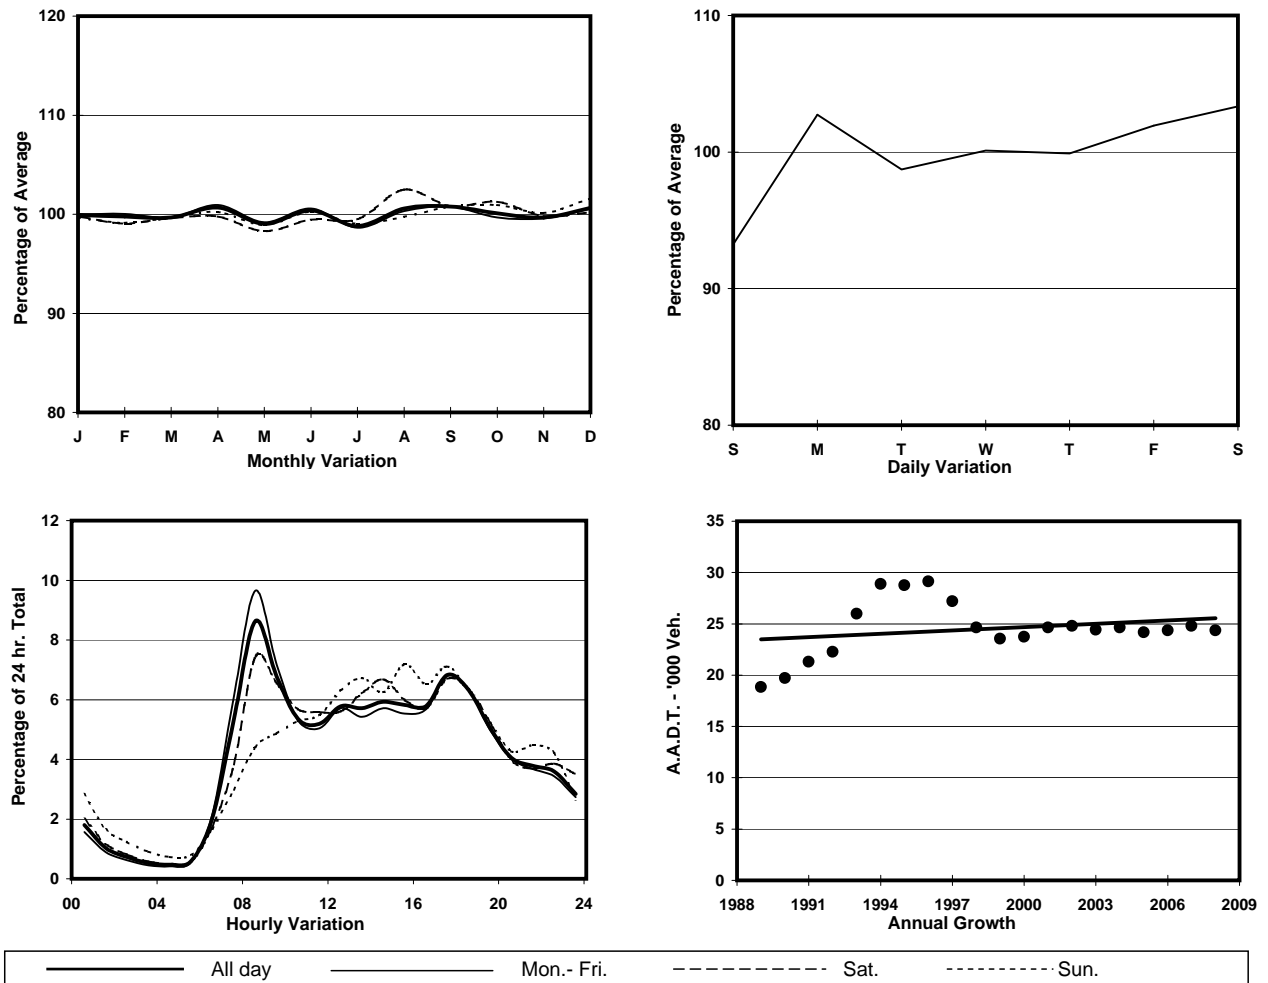 120
110
100
90
80
Percentage of Average
J F M A M J J A S O N D
Monthly Variation
110
100
90
80
Percentage of Average
S M T W T F S
Daily Variation
12
10
8
6
4
2
0
Percentage of 24 hr. Total
00 04 08 12 16 20 24
Hourly Variation
35
30
25
20
15
10
5
0
A.A.D.T. - '000 Veh.
1988 1991 1994 1997 2000 2003 2006 2009
Annual Growth
All day Mon.- Fri. Sat. Sun.